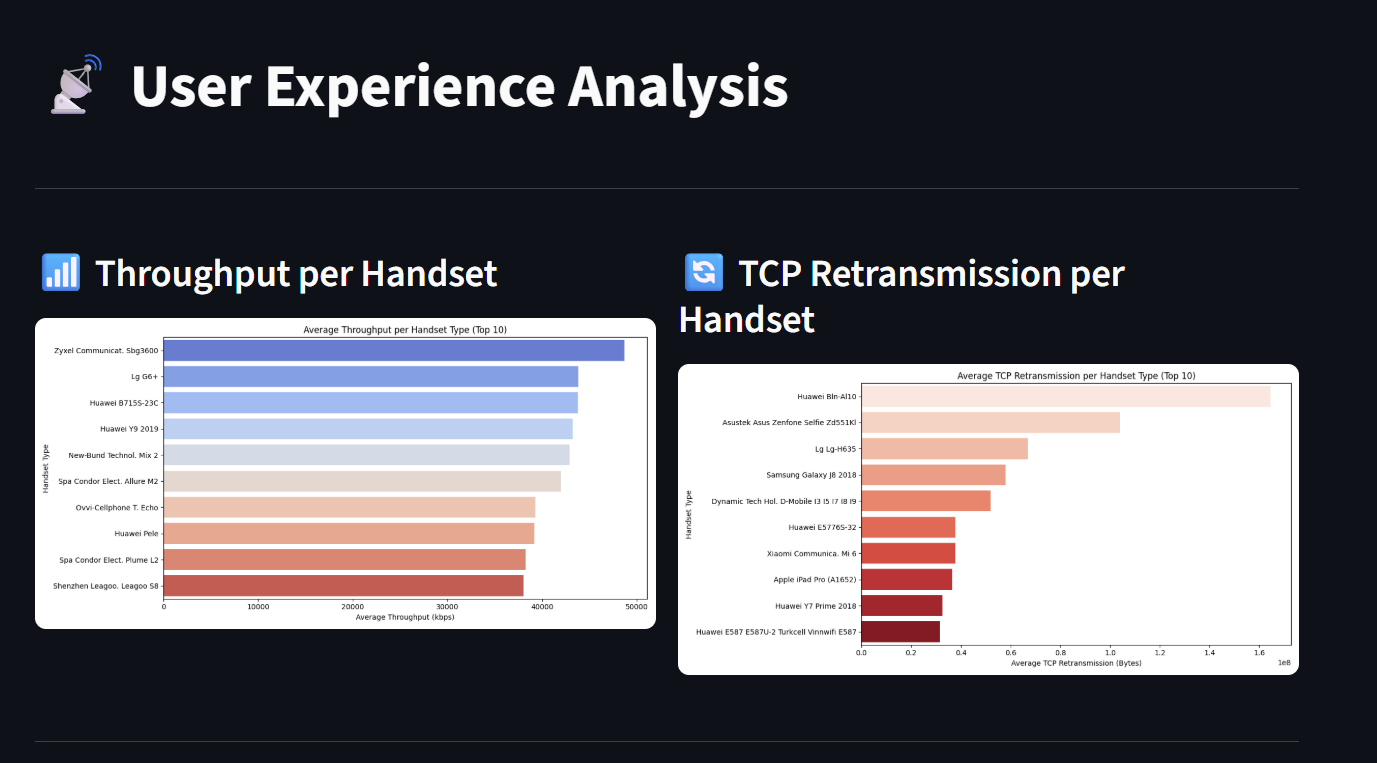 User Experience Analysis
Throughput per Handset
Average Throughput per Handset Type (Top 10)
Handset Type
Zyxel Communicat. Sbg3600
Lg G6+
Huawei B715S-23C
Huawei Y9 2019
New-Bund Technol. Mix 2
Spa Condor Elect. Allure M2
Ovvi-Cellphone T. Echo
Huawei Pele
Spa Condor Elect. Plume L2
Shenzhen Leagoo. Leagoo S8
0 10000 20000 30000 40000 50000
Average Throughput (kbps)
TCP Retransmission per
Handset
Average TCP Retransmission per Handset Type (Top 10)
Handset Type
Huawei Bln-Al10
Asustek Asus Zenfone Selfie Zd551Kl
Lg Lg-H635
Samsung Galaxy J8 2018
Dynamic Tech Hol. D-Mobile I3 I5 I7 I8 I9
Huawei E5776S-32
Xiaomi Communica. Mi 6
Apple iPad Pro (A1652)
Huawei Y7 Prime 2018
Huawei E587 E587U-2 Turkcell Vinnwifi E587
0.0 0.2 0.4 0.6 0.8 1.0 1.2 1.4 1.6
1e8
Average TCP Retransmission (Bytes)